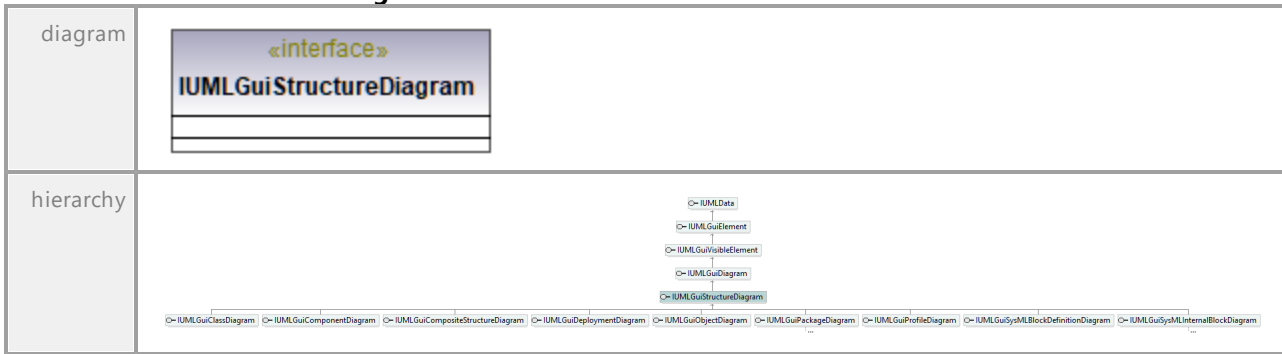 diagram
«interface»
IUMLGuiStructureDiagram
hierarchy
IUMLData
IUMLGuiElement
IUMLGuiVisibleElement
IUMLGuiDiagram
IUMLGuiStructureDiagram
IUMLGuiClassDiagram IUMLGuiComponentDiagram IUMLGuiCompositeStructureDiagram IUMLGuiDeploymentDiagram IUMLGuiObjectDiagram IUMLGuiPackageDiagram IUMLGuiProfileDiagram IUMLGuiSysMLBlockDefinitionDiagram IUMLGuiSysMLInternalBlockDiagram
... ...